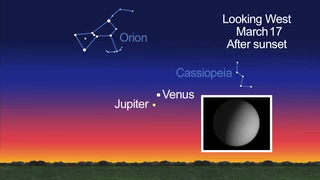 Looking West
March 17
After sunset
Orion
Cassiopeia
Venus
Jupiter